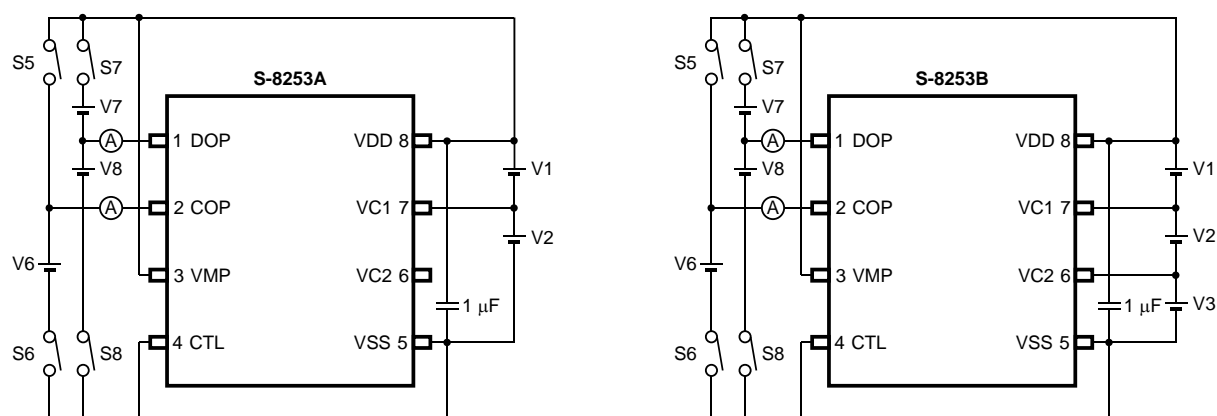 S-8253A
S5
S7
V7
A
1 DOP
VDD 8
V8
V1
A
2 COP
VC1 7
V2
V6
3 VMP
VC2 6
1 μF
S6
S8
4 CTL
VSS 5
S-8253B
S5
S7
V7
A
1 DOP
VDD 8
V8
V1
A
2 COP
VC1 7
V2
V6
3 VMP
VC2 6
1 μF
V3
S6
S8
4 CTL
VSS 5